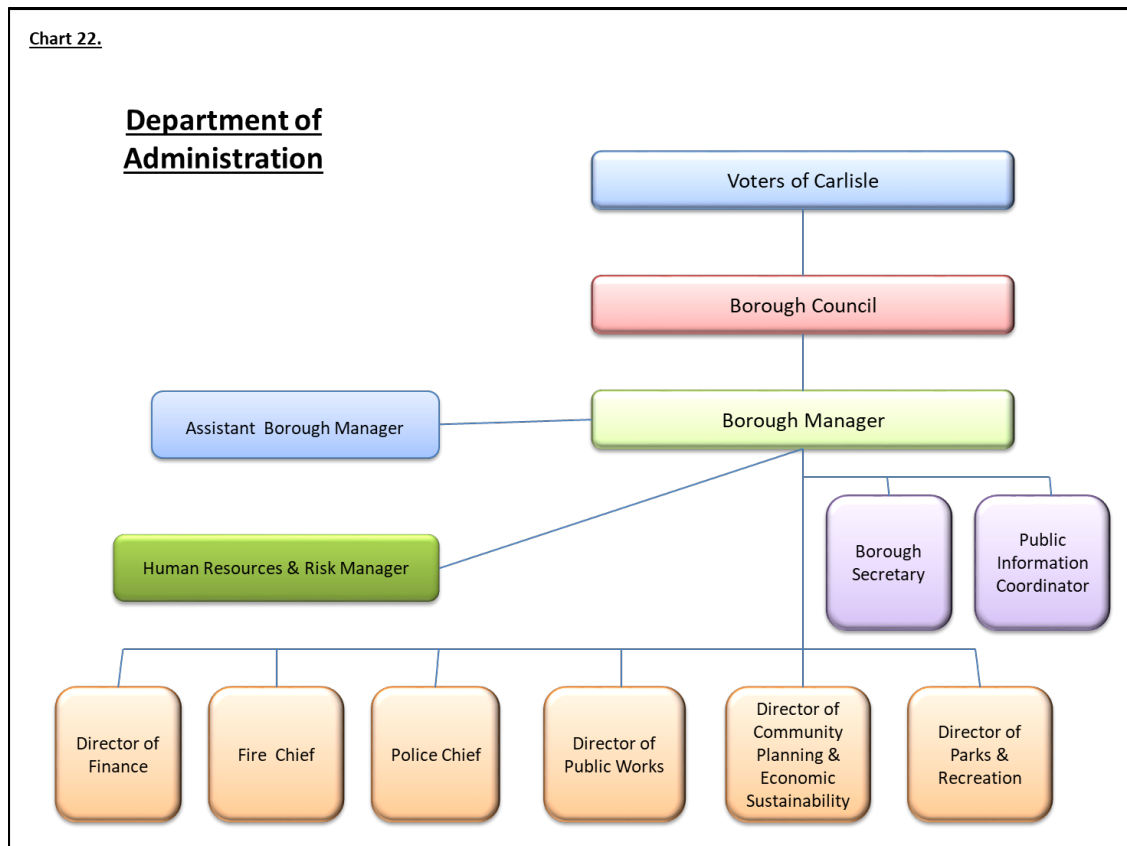 Chart 22.
Department of
Administration
Voters of Carlisle
Borough Council
Borough Manager
Assistant Borough Manager
Human Resources & Risk Manager
Borough
Secretary
Public
Information
Coordinator
Director of
Finance
Fire Chief
Police Chief
Director of
Public Works
Director of
Community
Planning &
Economic
Sustainability
Director of
Parks &
Recreation